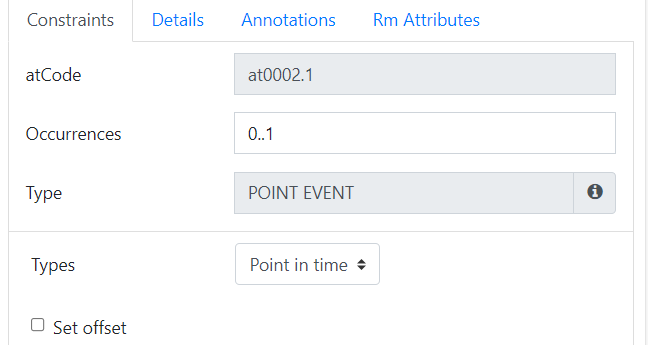 Constraints Details Annotations Rm Attributes
atCode at0002.1
Occurrences 0..1
Type POINT EVENT
Types Point in time
Set offset